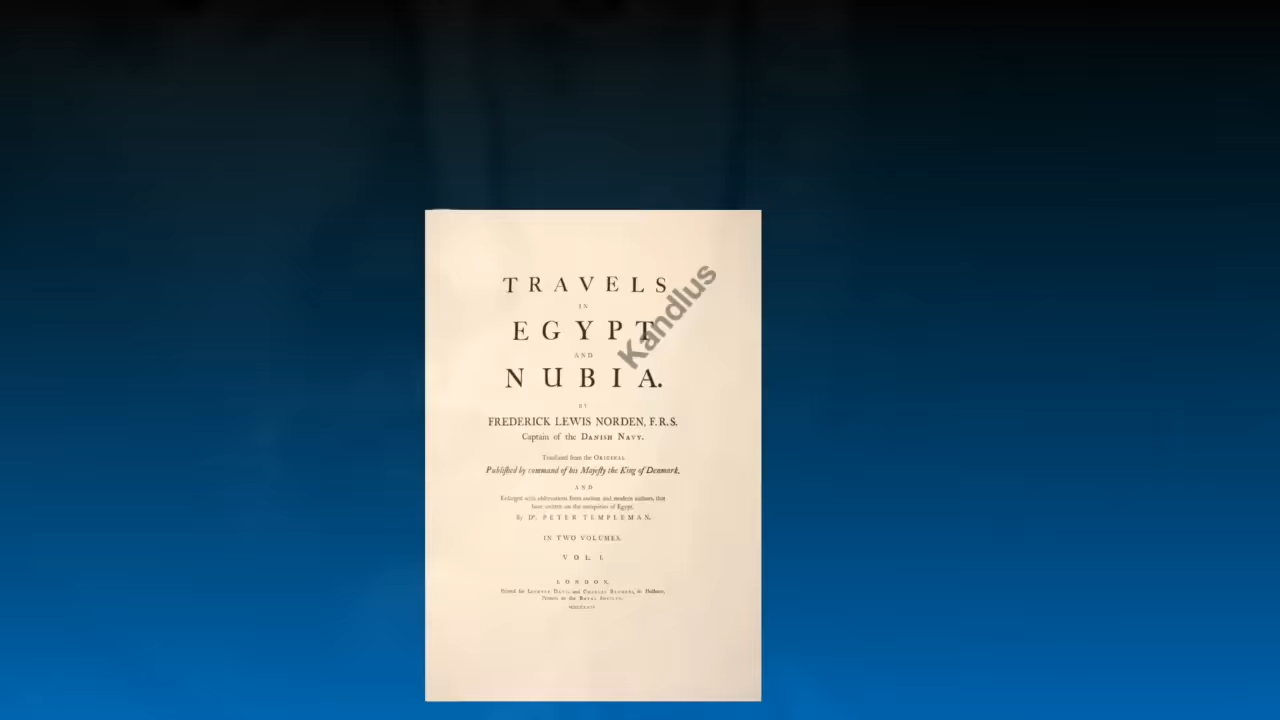 TRAVELS
IN
EGYPT
AND
NUBIA.
BY
FREDERICK LEWIS NORDEN, F.R.S.
Captain of the DANISH NAVY.
Translated from the ORIGINAL
Publiſhed by command of his Majeſty the King of Denmark,
AND
Enlarged with obſervations from ancient and modern authors, that
have written on the antiquities of Egypt,
By Dr. PETER TEMPLEMAN.
IN TWO VOLUMES.
VOL. I.
LONDON,
Printed for LOCKYER DAVIS and CHARLES REYMERS, in Holborn,
Printers to the ROYAL SOCIETY.
Kandlus